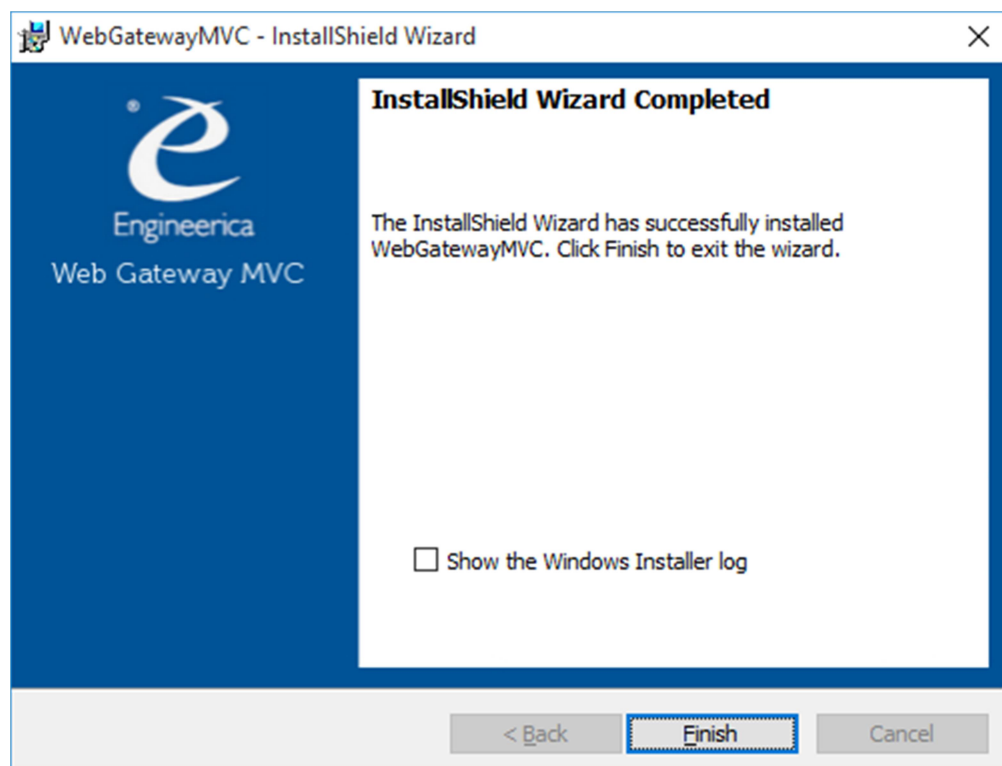 WebGatewayMVC - InstallShield Wizard
®
Engineerica
Web Gateway MVC
InstallShield Wizard Completed
The InstallShield Wizard has successfully installed
WebGatewayMVC. Click Finish to exit the wizard.
Show the Windows Installer log
< Back
Finish
Cancel